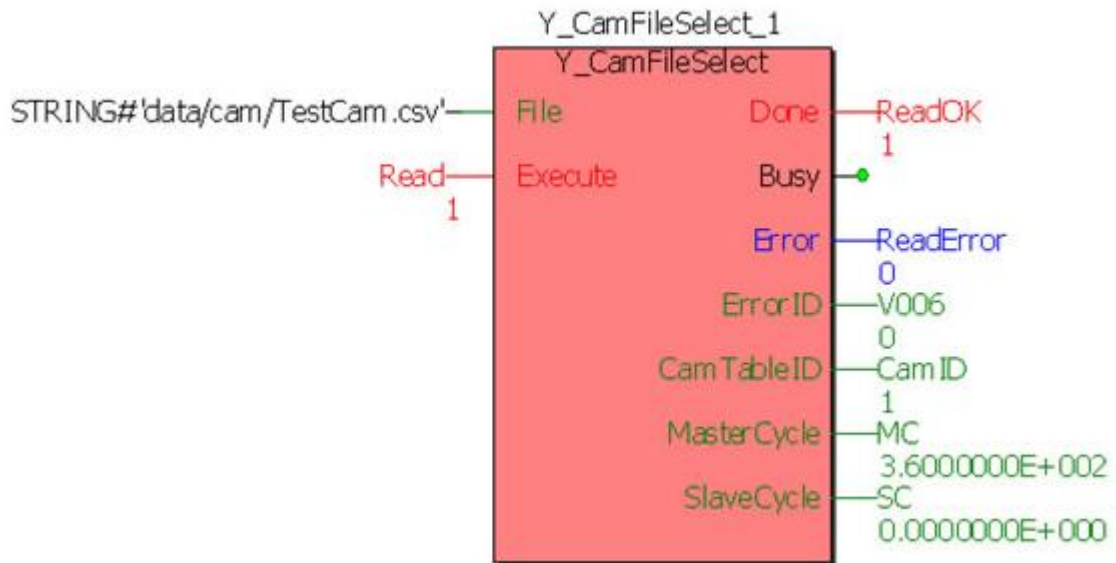 Y_CamFileSelect_1
Y_CamFileSelect
STRING#'data/cam/TestCam.csv' File Done ReadOK
1
Read Execute Busy
1
Error ReadError
0
ErrorID V006
0
CamTableID CamID
1
MasterCycle MC
3.6000000E+002
SlaveCycle SC
0.0000000E+000